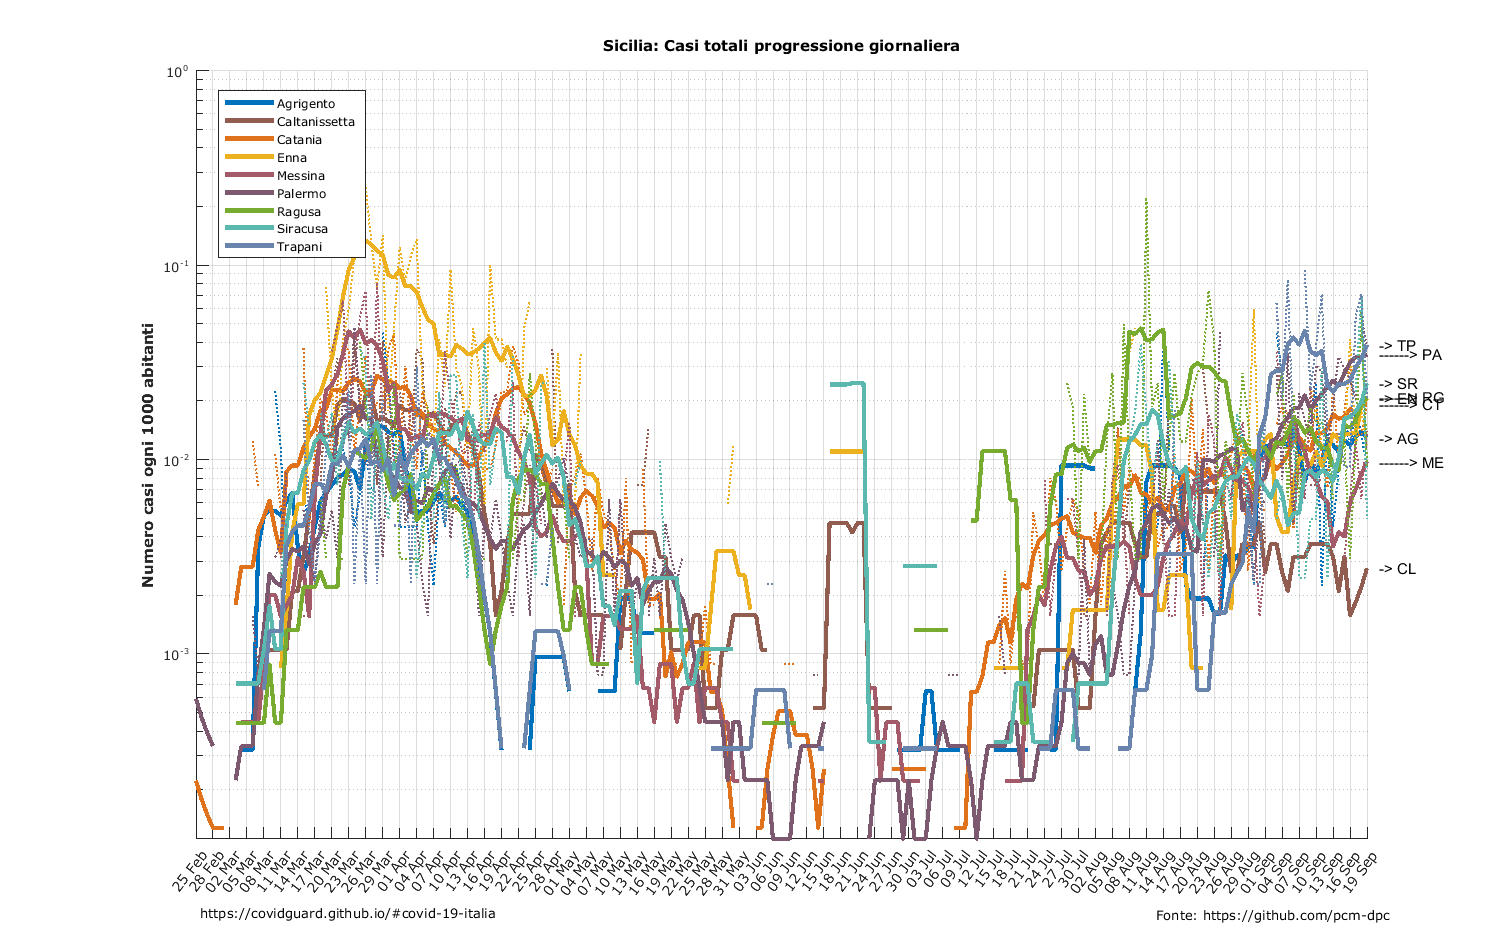 Sicilia: Casi totali progressione giornaliera
10⁰
10⁻¹
10⁻²
10⁻³
Numero casi ogni 1000 abitanti
Agrigento
Caltanissetta
Catania
Enna
Messina
Palermo
Ragusa
Siracusa
Trapani
-> TP
------> PA
-> SR
-> EN
------> RG
------> CT
-> AG
------> ME
-> CL
25 Feb
28 Feb
02 Mar
05 Mar
08 Mar
11 Mar
14 Mar
17 Mar
20 Mar
23 Mar
26 Mar
29 Mar
01 Apr
04 Apr
07 Apr
10 Apr
13 Apr
16 Apr
19 Apr
22 Apr
25 Apr
28 Apr
01 May
04 May
07 May
10 May
13 May
16 May
19 May
22 May
25 May
28 May
31 May
03 Jun
06 Jun
09 Jun
12 Jun
15 Jun
18 Jun
21 Jun
24 Jun
27 Jun
30 Jun
03 Jul
06 Jul
09 Jul
12 Jul
15 Jul
18 Jul
21 Jul
24 Jul
27 Jul
30 Jul
02 Aug
05 Aug
08 Aug
11 Aug
14 Aug
17 Aug
20 Aug
23 Aug
26 Aug
29 Aug
01 Sep
04 Sep
07 Sep
10 Sep
13 Sep
16 Sep
19 Sep
https://covidguard.github.io/#covid-19-italia
Fonte: https://github.com/pcm-dpc